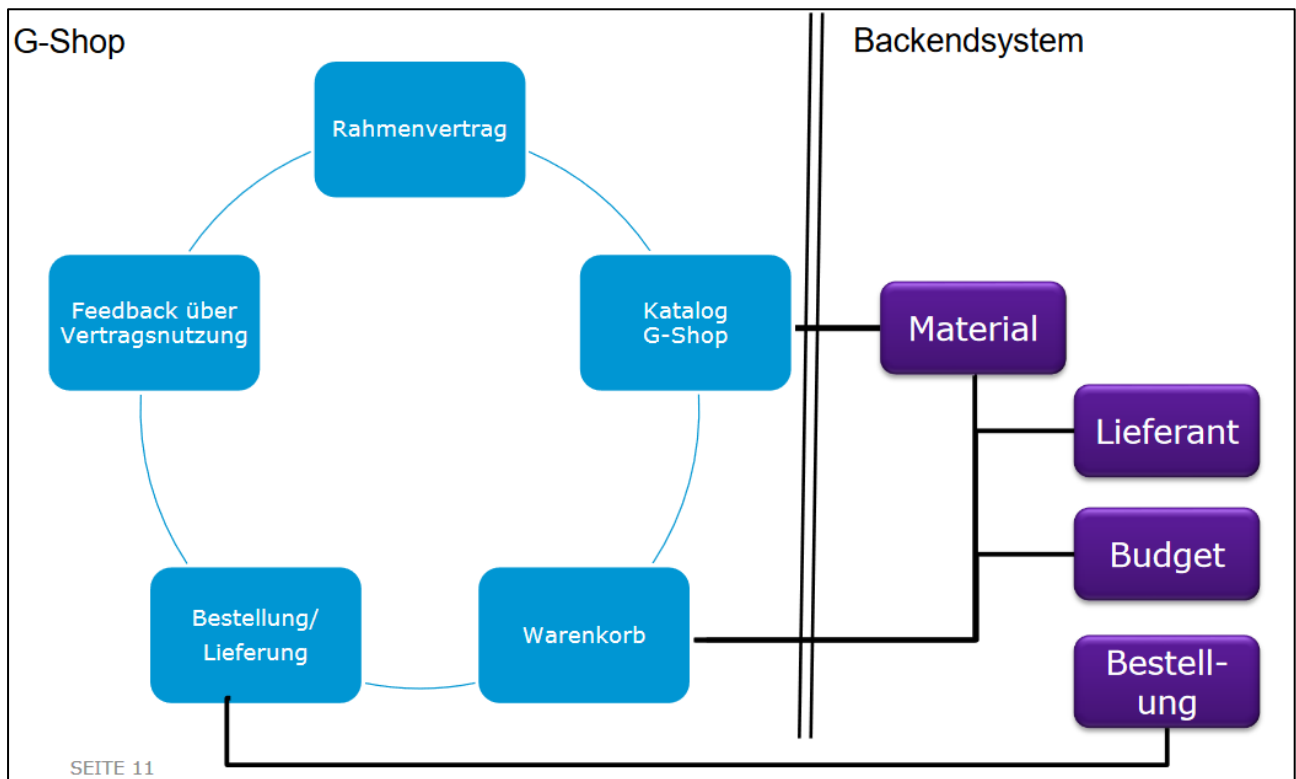 G-Shop
Backendsystem
Rahmenvertrag
Feedback über
Vertragsnutzung
Katalog
G-Shop
Material
Lieferant
Budget
Bestellung/
Lieferung
Warenkorb
Bestell-
ung
SEITE 11